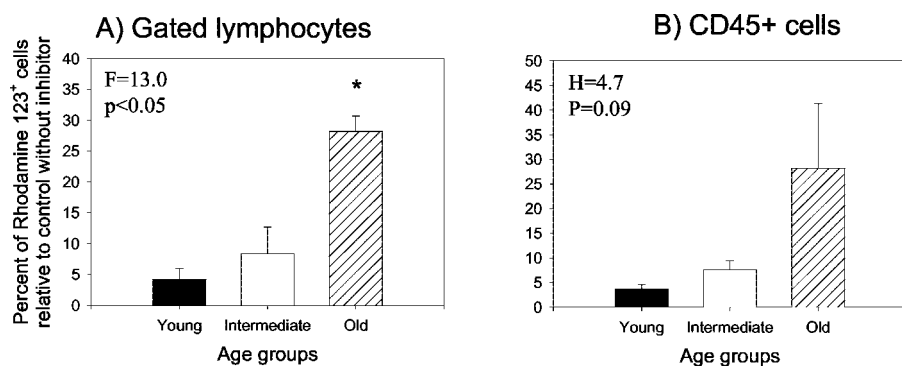 A) Gated lymphocytes
Percent of Rhodamine 123+ cells
relative to control without inhibitor
40
35
30
25
20
15
10
5
0
F=13.0
p<0.05
*
Young Intermediate Old
Age groups
B) CD45+ cells
50
45
40
35
30
25
20
15
10
5
0
H=4.7
P=0.09
Young Intermediate Old
Age groups